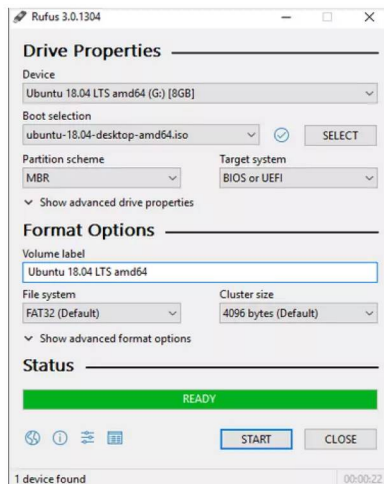 Rufus 3.0.1304
Drive Properties
Device
Ubuntu 18.04 LTS amd64 (G:) [8GB]
Boot selection
ubuntu-18.04-desktop-amd64.iso
SELECT
Partition scheme
Target system
MBR
BIOS or UEFI
Show advanced drive properties
Format Options
Volume label
Ubuntu 18.04 LTS amd64
File system
Cluster size
FAT32 (Default)
4096 bytes (Default)
Show advanced format options
Status
READY
START
CLOSE
1 device found
00:00:22